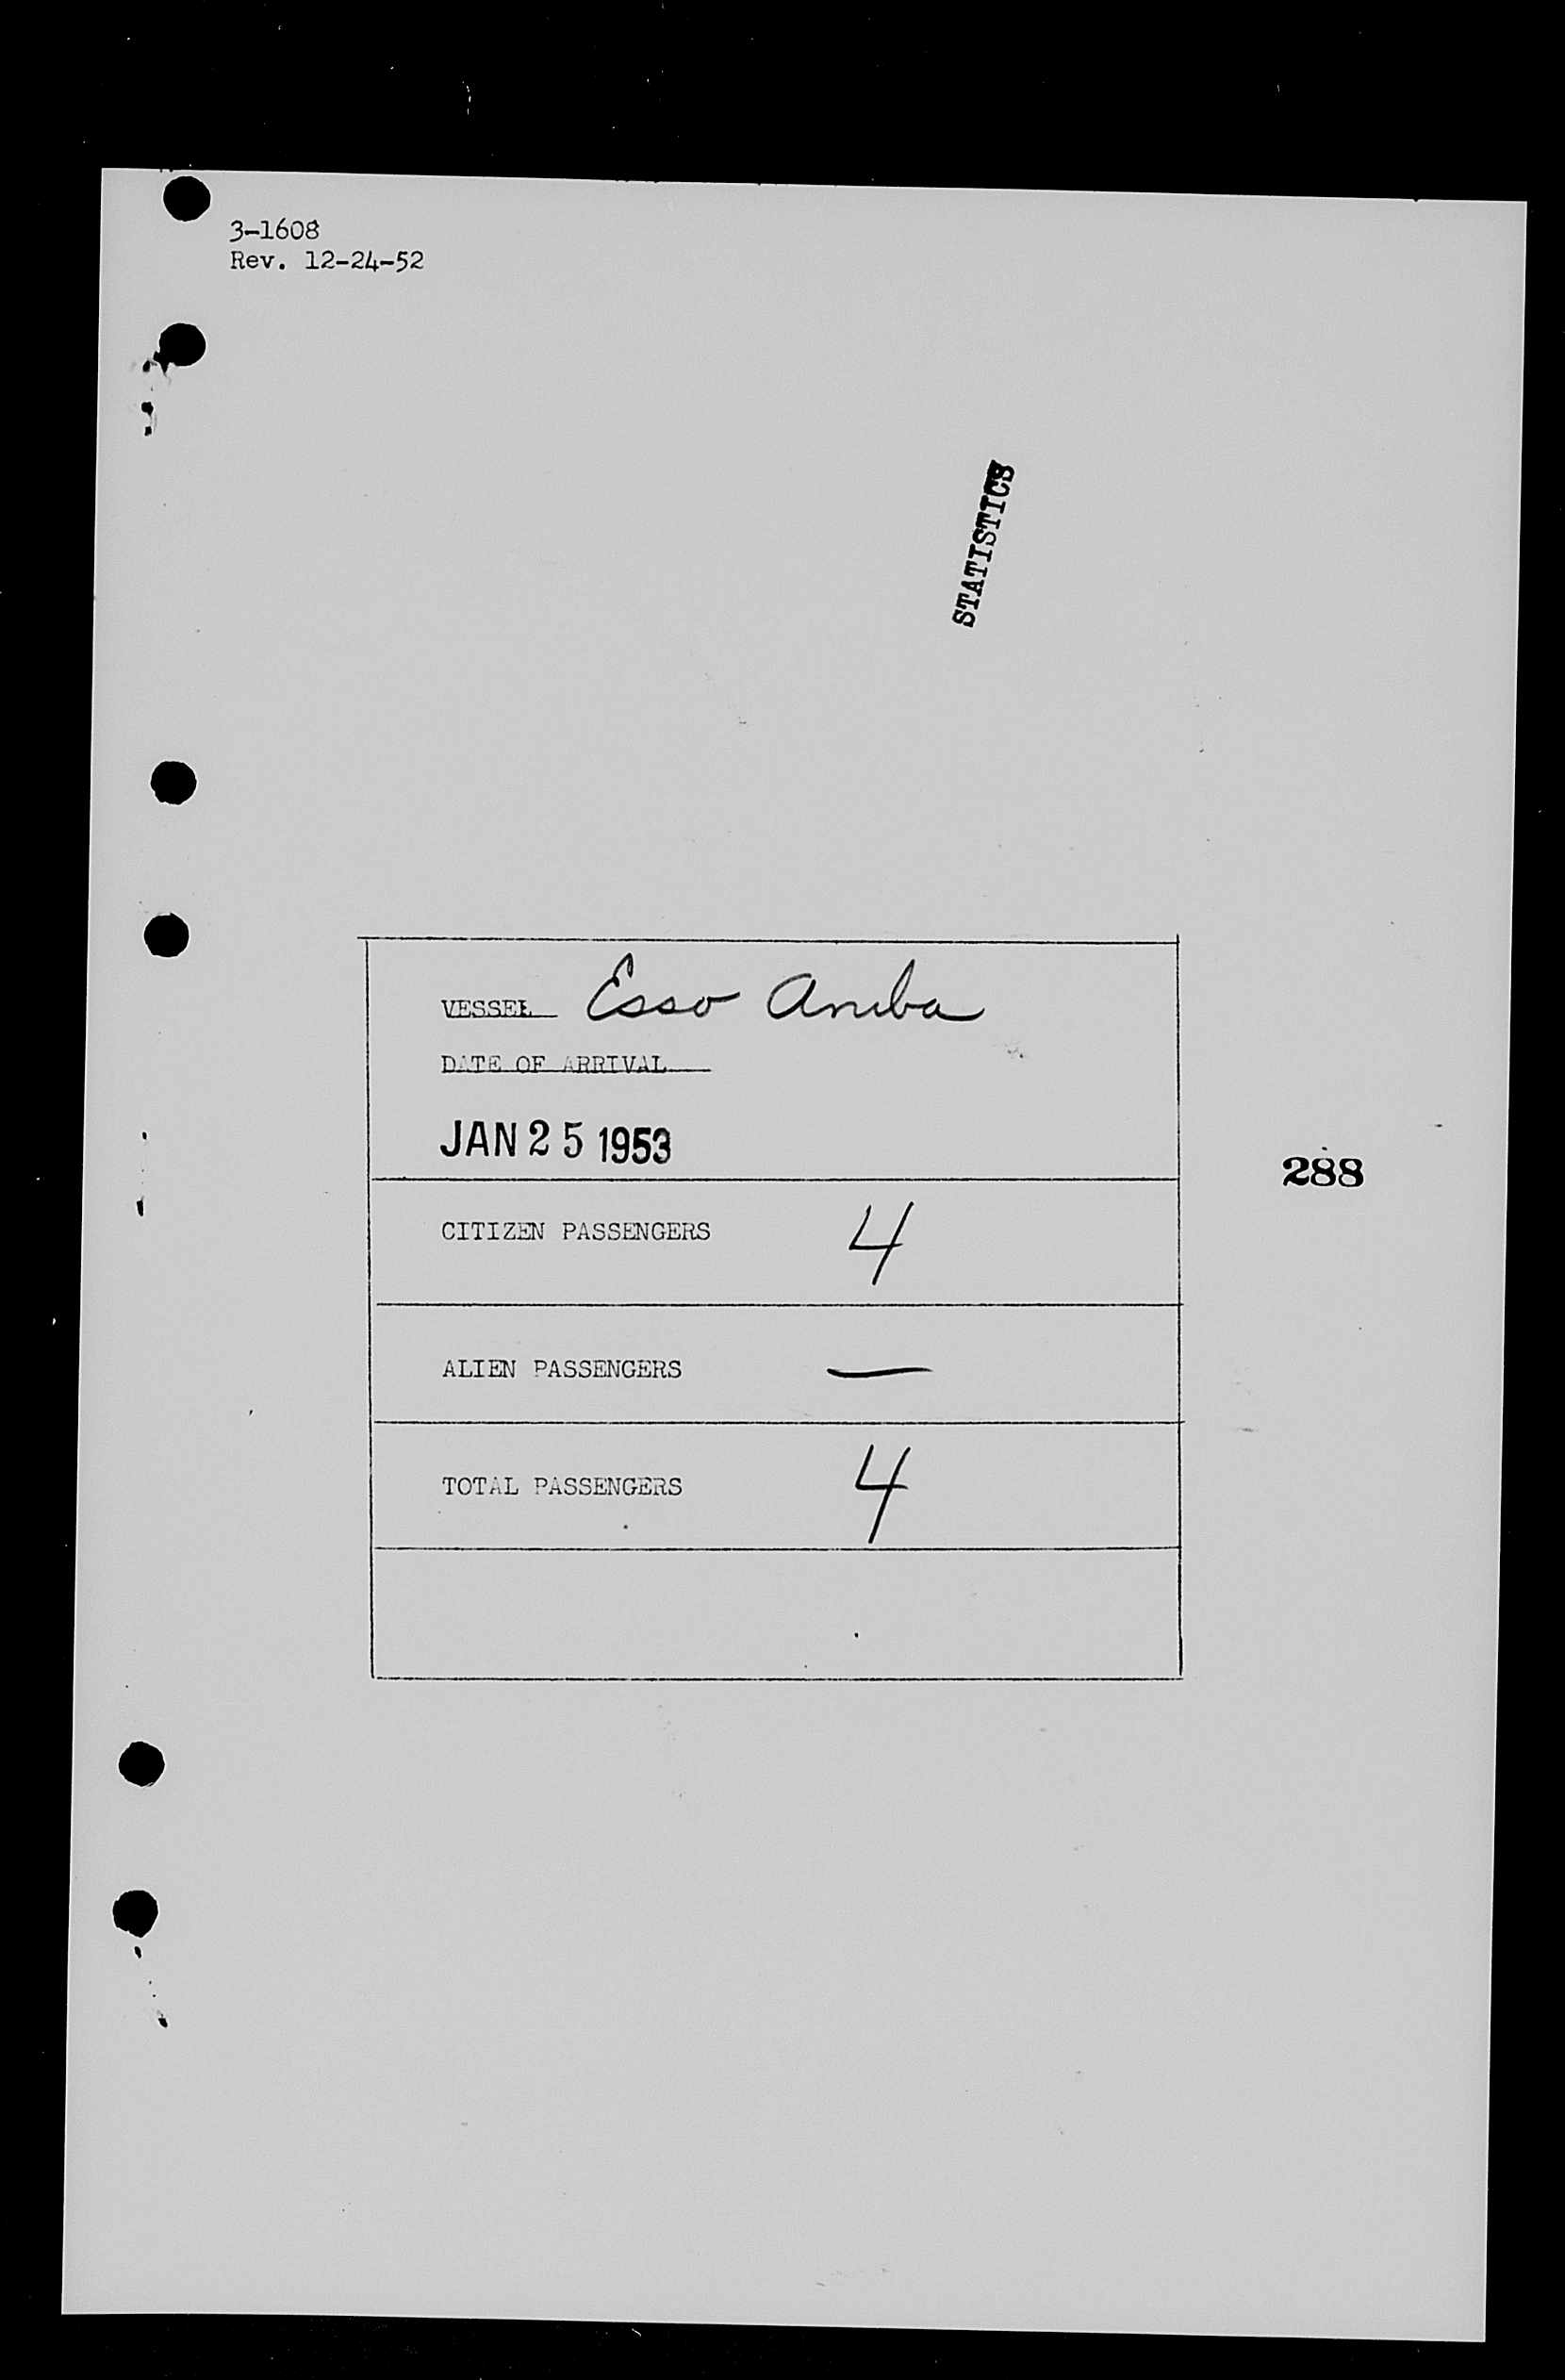 3-1608
Rev. 12-24-52
STATISTICS
VESSEL Esso Aruba
DATE OF ARRIVAL
JAN 25 1953
288
CITIZEN PASSENGERS 4
ALIEN PASSENGERS —
TOTAL PASSENGERS 4